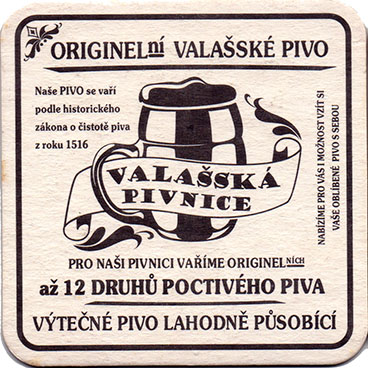 ORIGINELní VALAŠSKÉ PIVO
Naše PIVO se vaří
podle historického
zákona o čistotě piva
z roku 1516
VALAŠSKÁ
PIVNICE
NABÍZÍME PRO VÁS I MOŽNOST VZÍT SI
VAŠE OBLÍBENÉ PIVO S SEBOU
PRO NAŠI PIVNICI VAŘÍME ORIGINELNÍCH
až 12 DRUHŮ POCTIVÉHO PIVA
VÝTEČNÉ PIVO LAHODNĚ PŮSOBÍCÍ